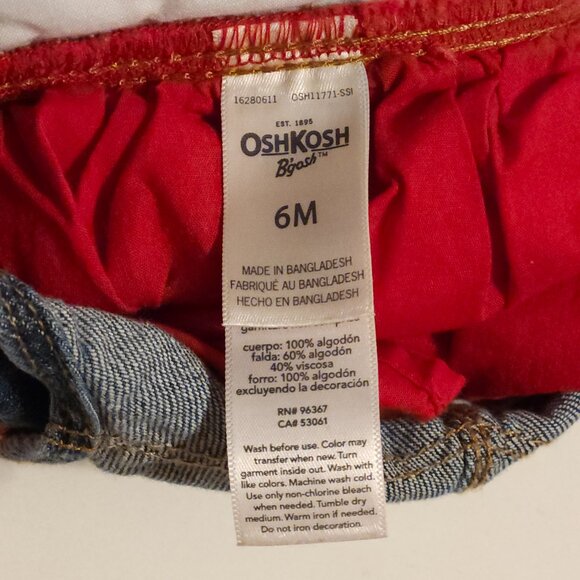 16280611 OSH11771-SSI
EST. 1895
OSHKOSH
B'gosh™
6M
MADE IN BANGLADESH
FABRIQUÉ AU BANGLADESH
HECHO EN BANGLADESH
cuerpo: 100% algodón
falda: 60% algodón
40% viscosa
forro: 100% algodón
excluyendo la decoración
RN# 96367
CA# 53061
Wash before use. Color may
transfer when new. Turn
garment inside out. Wash with
like colors. Machine wash cold.
Use only non-chlorine bleach
when needed. Tumble dry
medium. Warm iron if needed.
Do not iron decoration.